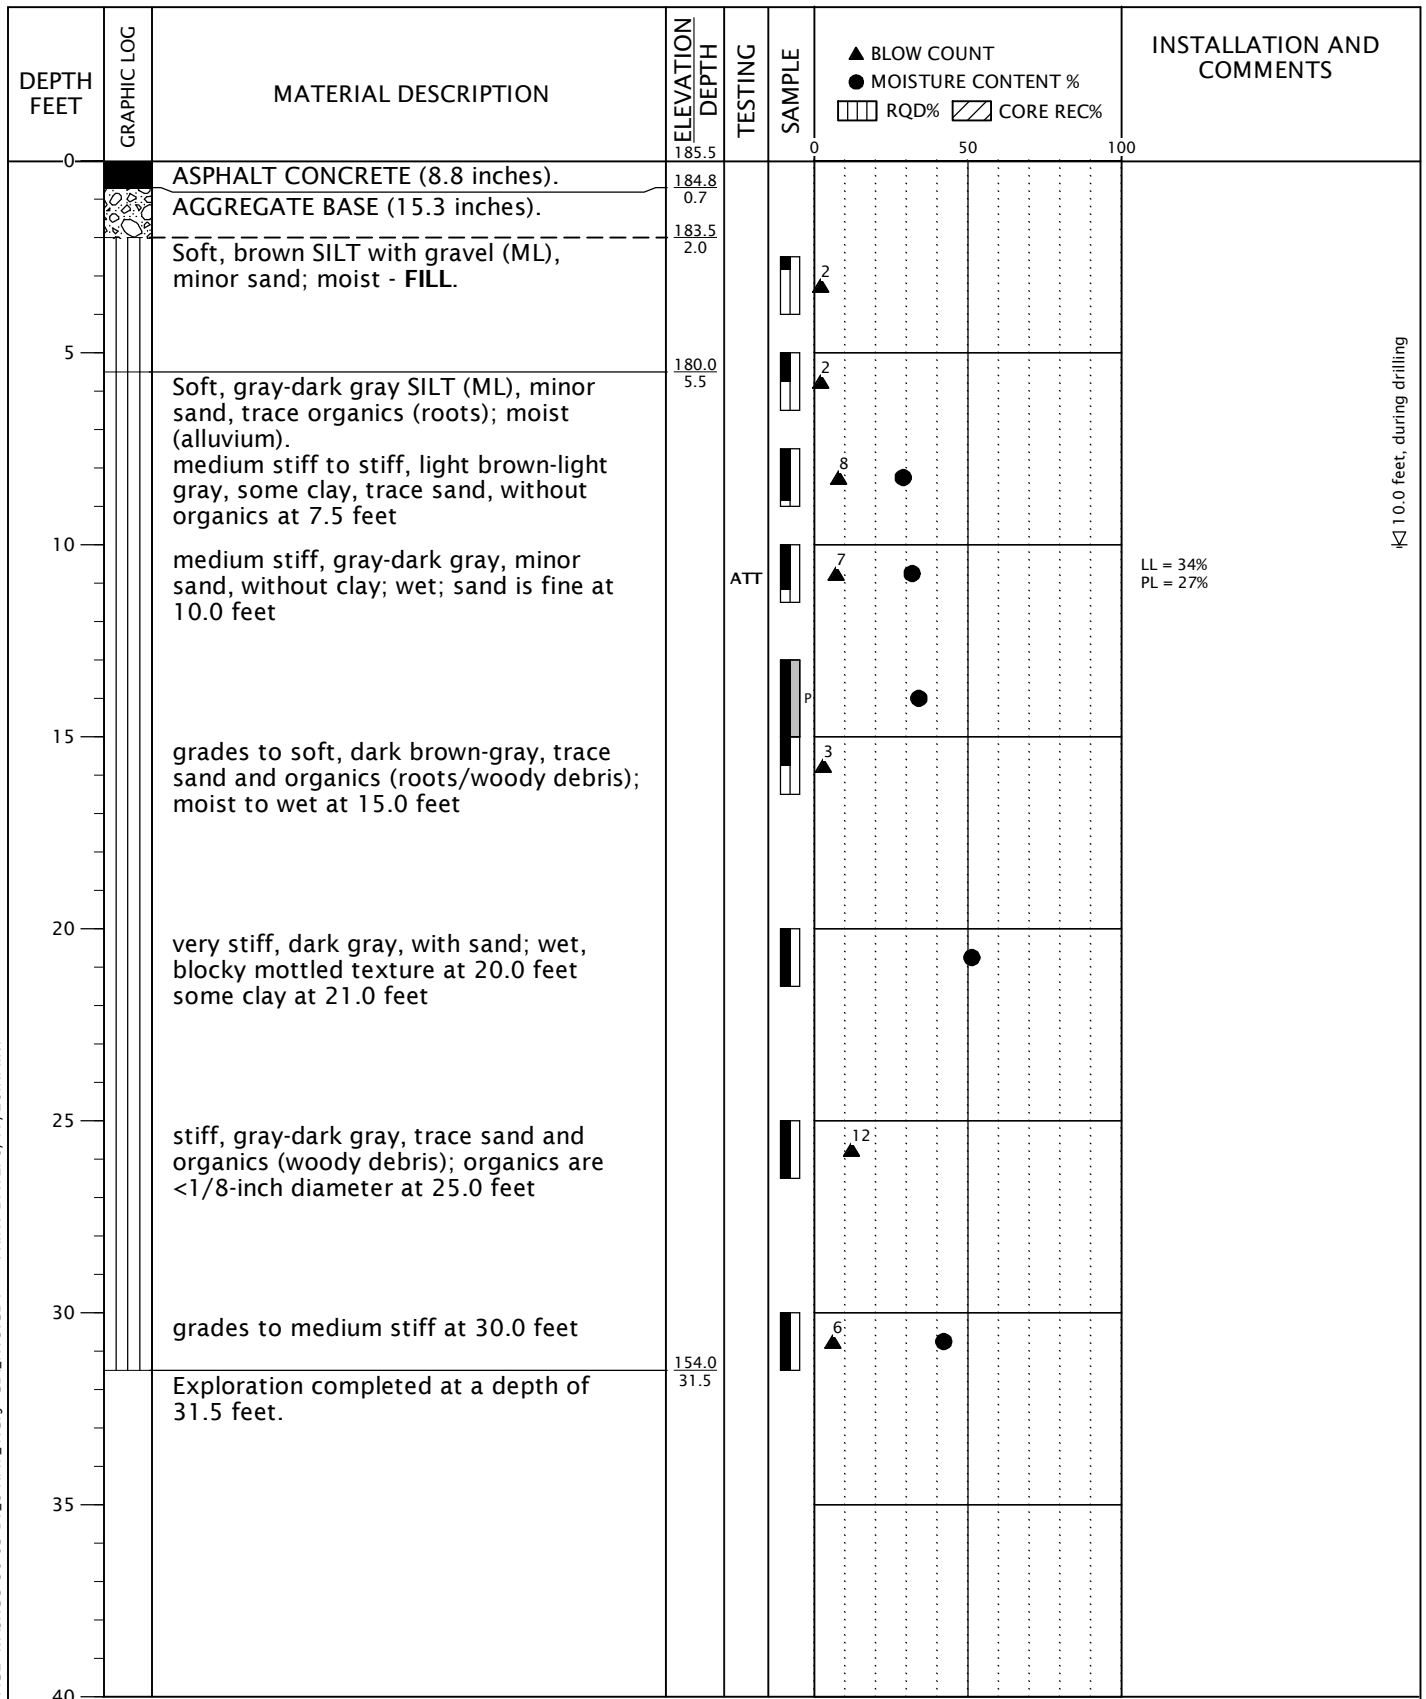 DEPTH
FEET
GRAPHIC LOG
MATERIAL DESCRIPTION
ELEVATION
DEPTH
TESTING
SAMPLE
▲ BLOW COUNT
● MOISTURE CONTENT %
RQD% CORE REC%
INSTALLATION AND
COMMENTS
0 50 100
0
185.5
ASPHALT CONCRETE (8.8 inches).
184.8
0.7
AGGREGATE BASE (15.3 inches).
183.5
2.0
Soft, brown SILT with gravel (ML),
minor sand; moist - FILL.
2
5
180.0
5.5
Soft, gray-dark gray SILT (ML), minor
sand, trace organics (roots); moist
(alluvium).
2
medium stiff to stiff, light brown-light
gray, some clay, trace sand, without
organics at 7.5 feet
8
10.0 feet, during drilling
10
medium stiff, gray-dark gray, minor
sand, without clay; wet; sand is fine at
10.0 feet
ATT
7
LL = 34%
PL = 27%
P
15
grades to soft, dark brown-gray, trace
sand and organics (roots/woody debris);
moist to wet at 15.0 feet
3
20
very stiff, dark gray, with sand; wet,
blocky mottled texture at 20.0 feet
some clay at 21.0 feet
25
stiff, gray-dark gray, trace sand and
organics (woody debris); organics are
<1/8-inch diameter at 25.0 feet
12
30
grades to medium stiff at 30.0 feet
6
154.0
31.5
Exploration completed at a depth of
31.5 feet.
35
40